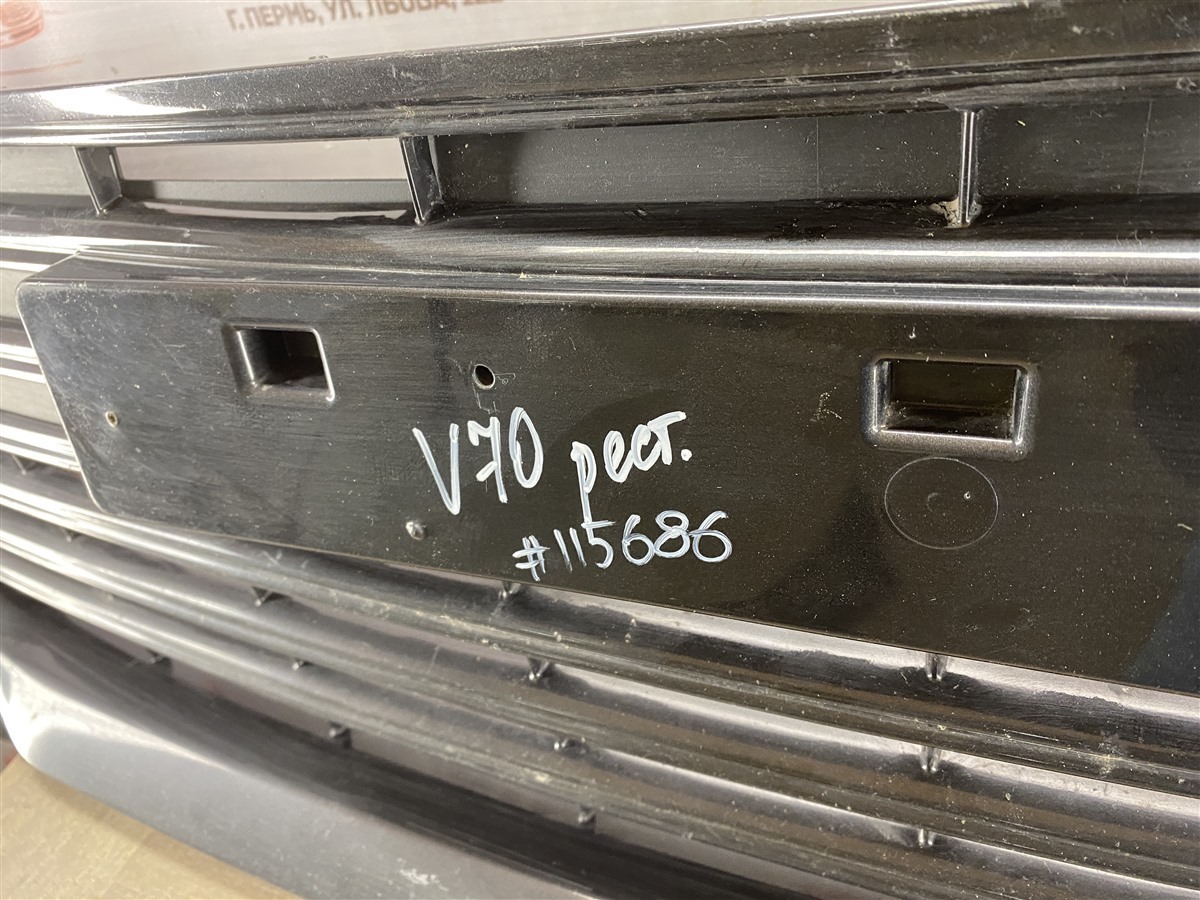 Г. ПЕРМЬ, УЛ. ЛЬВОВА,
V70 рест.
#115686